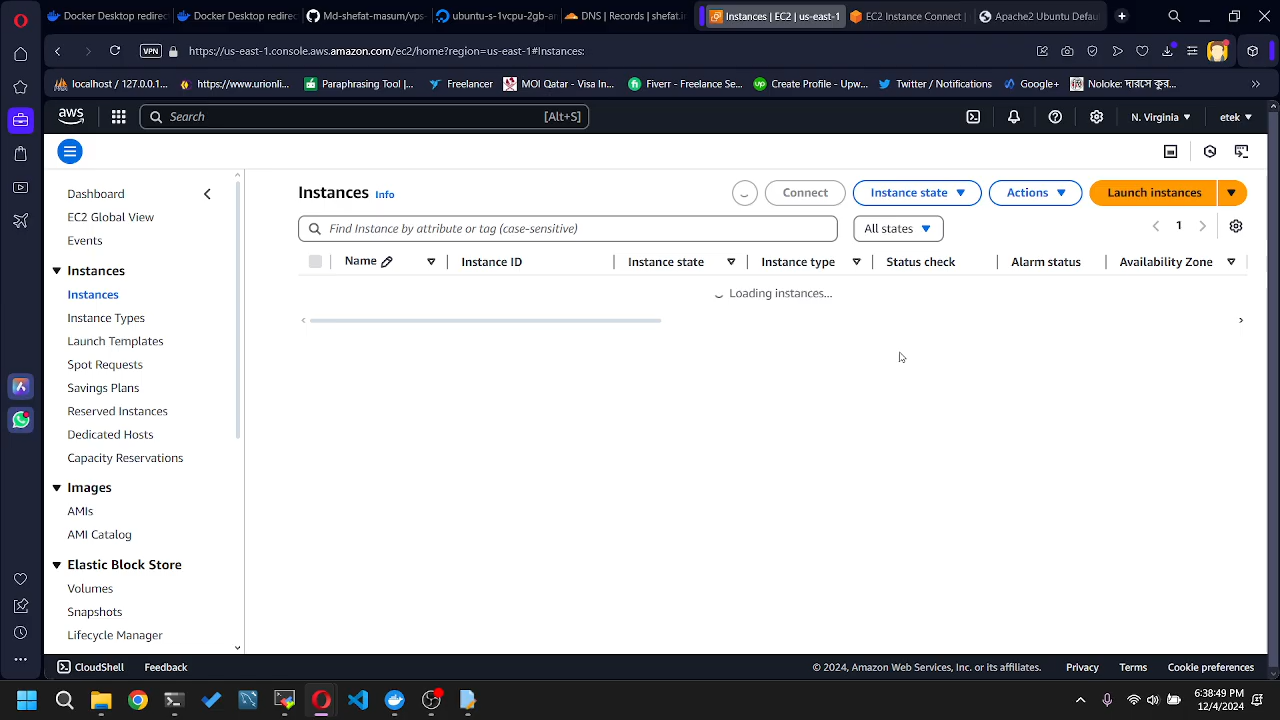 Docker Desktop redirec
Docker Desktop redirec
Md-shefat-masum/vps-
ubuntu-s-1vcpu-2gb-a
DNS | Records | shefat.ir
Instances | EC2 | us-east-1
EC2 Instance Connect |
Apache2 Ubuntu Defau
VPN
https://us-east-1.console.aws.amazon.com/ec2/home?region=us-east-1#Instances:
localhost / 127.0.0.1...
https://www.urionli...
Paraphrasing Tool |...
Freelancer
MOI Qatar - Visa In...
Fiverr - Freelance Se...
Create Profile - Upw...
Twitter / Notifications
Google+
aws
Search
[Alt+S]
N. Virginia
etek
Dashboard
EC2 Global View
Events
Instances
Instances
Instance Types
Launch Templates
Spot Requests
Savings Plans
Reserved Instances
Dedicated Hosts
Capacity Reservations
Images
AMIs
AMI Catalog
Elastic Block Store
Volumes
Snapshots
Lifecycle Manager
Instances Info
Connect
Instance state
Actions
Launch instances
Find Instance by attribute or tag (case-sensitive)
All states
1
Name
Instance ID
Instance state
Instance type
Status check
Alarm status
Availability Zone
Loading instances...
CloudShell
Feedback
© 2024, Amazon Web Services, Inc. or its affiliates.
Privacy
Terms
Cookie preferences
6:38:49 PM
12/4/2024